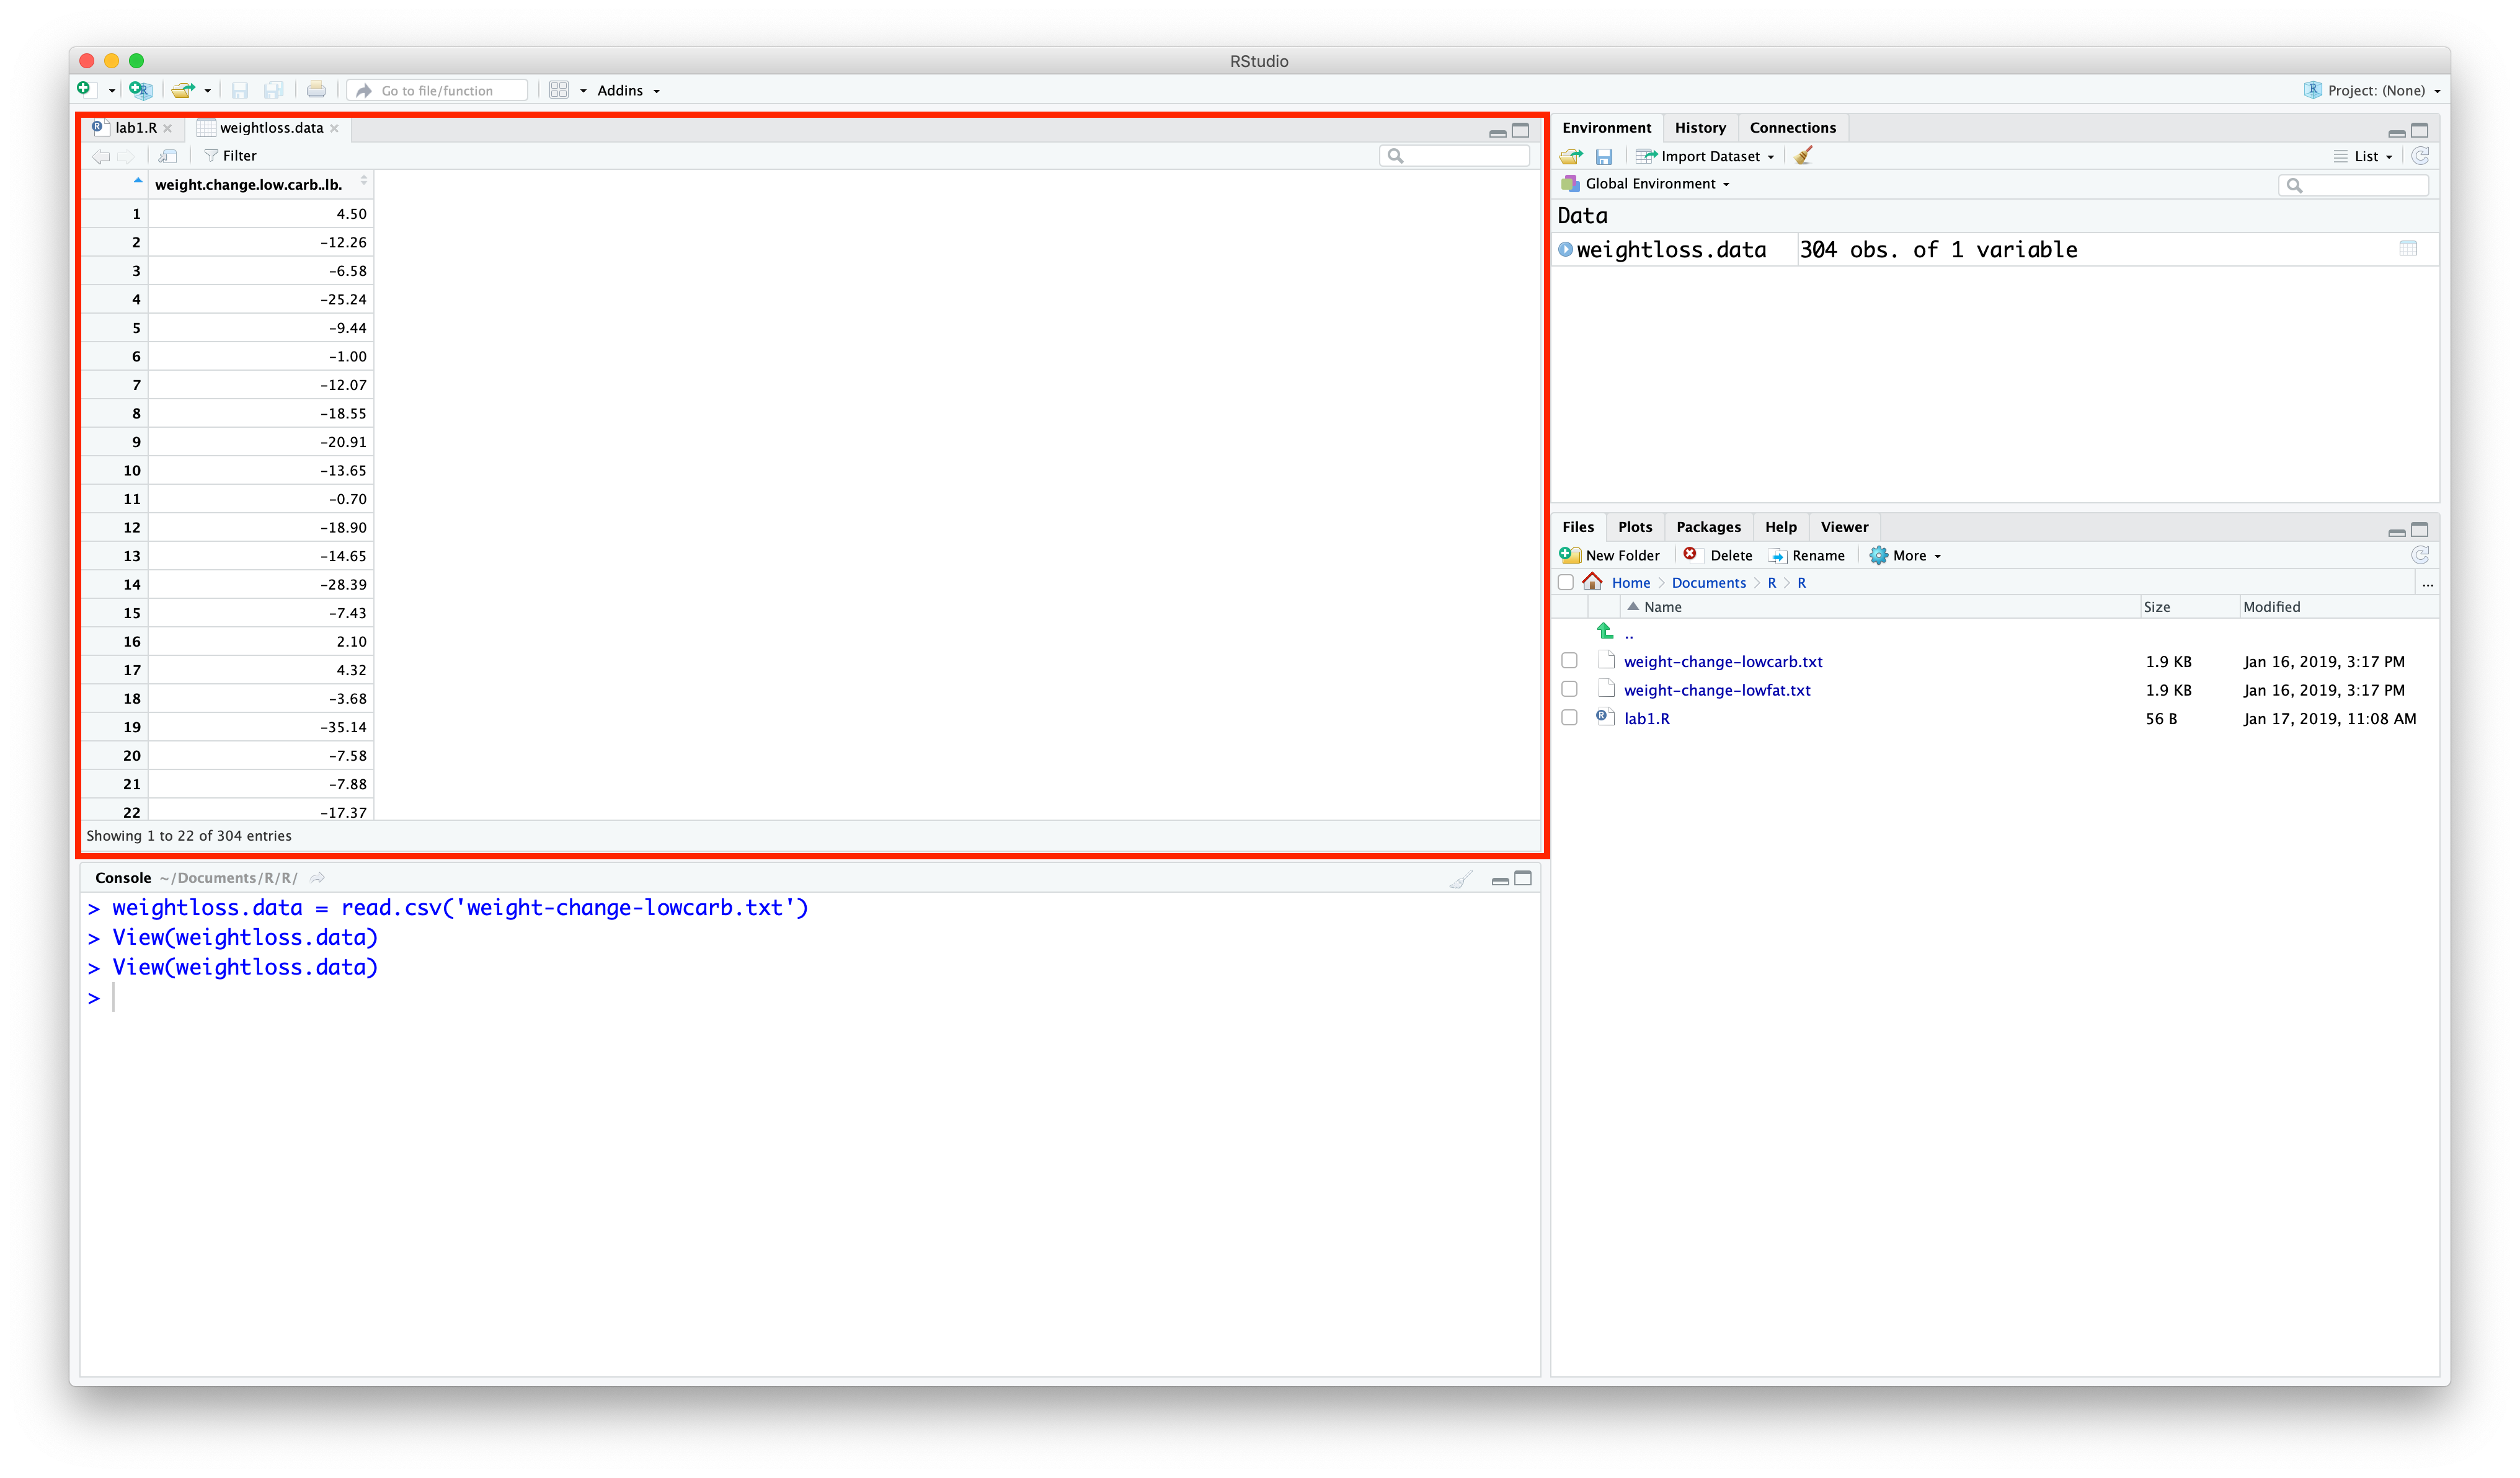 RStudio
Go to file/function Addins Project: (None)
lab1.R weightloss.data
Filter
weight.change.low.carb..lb.
1 4.50
2 -12.26
3 -6.58
4 -25.24
5 -9.44
6 -1.00
7 -12.07
8 -18.55
9 -20.91
10 -13.65
11 -0.70
12 -18.90
13 -14.65
14 -28.39
15 -7.43
16 2.10
17 4.32
18 -3.68
19 -35.14
20 -7.58
21 -7.88
22 -17.37
Showing 1 to 22 of 304 entries
Console ~/Documents/R/R/
> weightloss.data = read.csv('weight-change-lowcarb.txt')
> View(weightloss.data)
> View(weightloss.data)
>
Environment History Connections
Import Dataset List
Global Environment
Data
weightloss.data 304 obs. of 1 variable
Files Plots Packages Help Viewer
New Folder Delete Rename More
Home > Documents > R > R ...
Name Size Modified
..
weight-change-lowcarb.txt 1.9 KB Jan 16, 2019, 3:17 PM
weight-change-lowfat.txt 1.9 KB Jan 16, 2019, 3:17 PM
lab1.R 56 B Jan 17, 2019, 11:08 AM